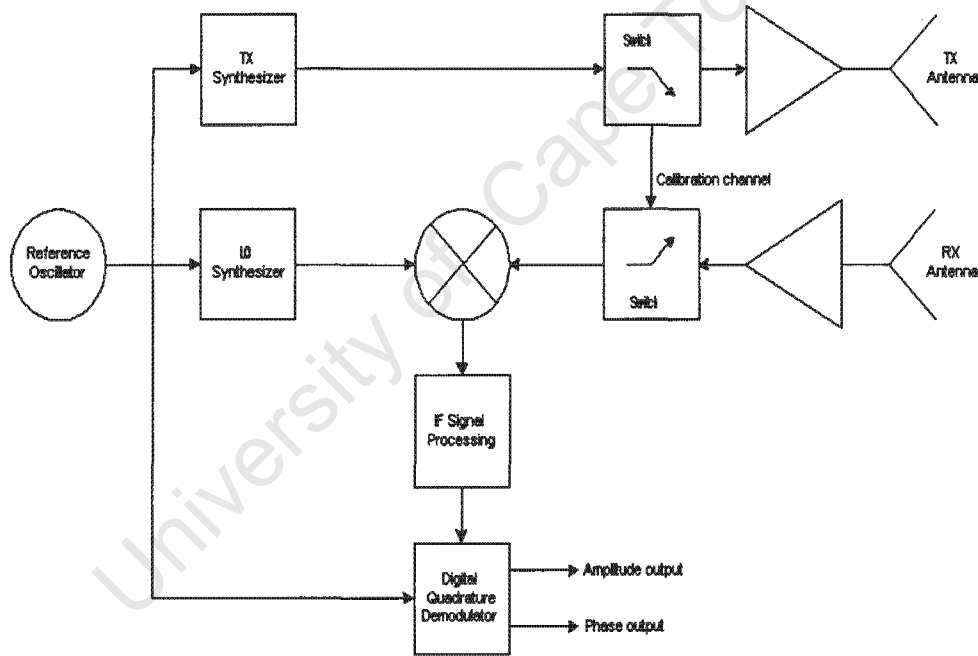 TX
Synthesizer
Switch
TX
Antenna
Calibration channel
Reference
Oscillator
LO
Synthesizer
Switch
RX
Antenna
IF Signal
Processing
Digital
Quadrature
Demodulator
Amplitude output
Phase output
University of Cape To